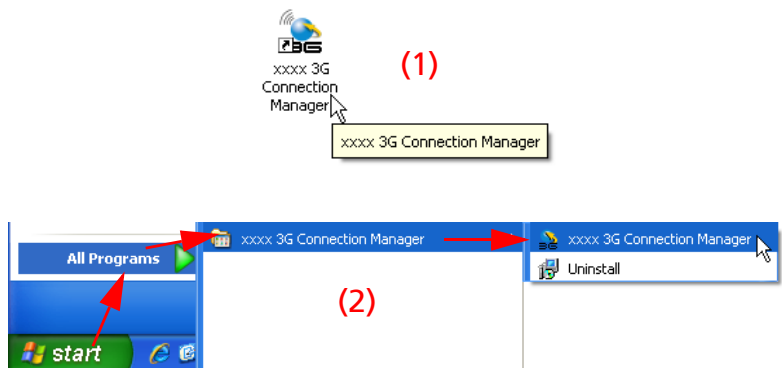 3G
xxxx 3G
Connection
Manager
(1)
xxxx 3G Connection Manager
All Programs
xxxx 3G Connection Manager
xxxx 3G Connection Manager
Uninstall
(2)
start